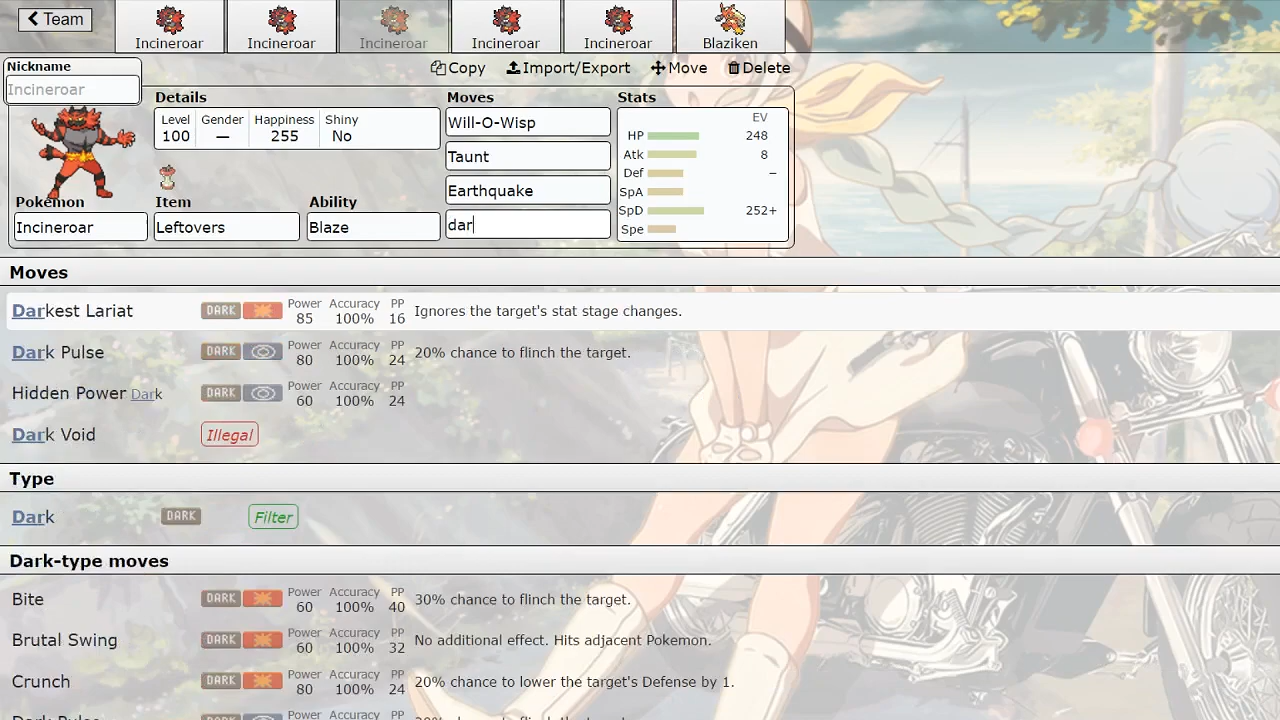 Team
Incineroar
Incineroar
Incineroar
Incineroar
Incineroar
Blaziken
Copy
Import/Export
Move
Delete
Nickname
Incineroar
Details
Level
100
Gender
—
Happiness
255
Shiny
No
Pokémon
Incineroar
Item
Leftovers
Ability
Blaze
Moves
Will-O-Wisp
Taunt
Earthquake
dar
Stats
EV
HP 248
Atk 8
Def –
SpA
SpD 252+
Spe
Moves
Darkest Lariat DARK Power 85 Accuracy 100% PP 16 Ignores the target's stat stage changes.
Dark Pulse DARK Power 80 Accuracy 100% PP 24 20% chance to flinch the target.
Hidden Power Dark DARK Power 60 Accuracy 100% PP 24
Dark Void Illegal
Type
Dark DARK Filter
Dark-type moves
Bite DARK Power 60 Accuracy 100% PP 40 30% chance to flinch the target.
Brutal Swing DARK Power 60 Accuracy 100% PP 32 No additional effect. Hits adjacent Pokemon.
Crunch DARK Power 80 Accuracy 100% PP 24 20% chance to lower the target's Defense by 1.
Dark Pulse DARK Power Accuracy PP